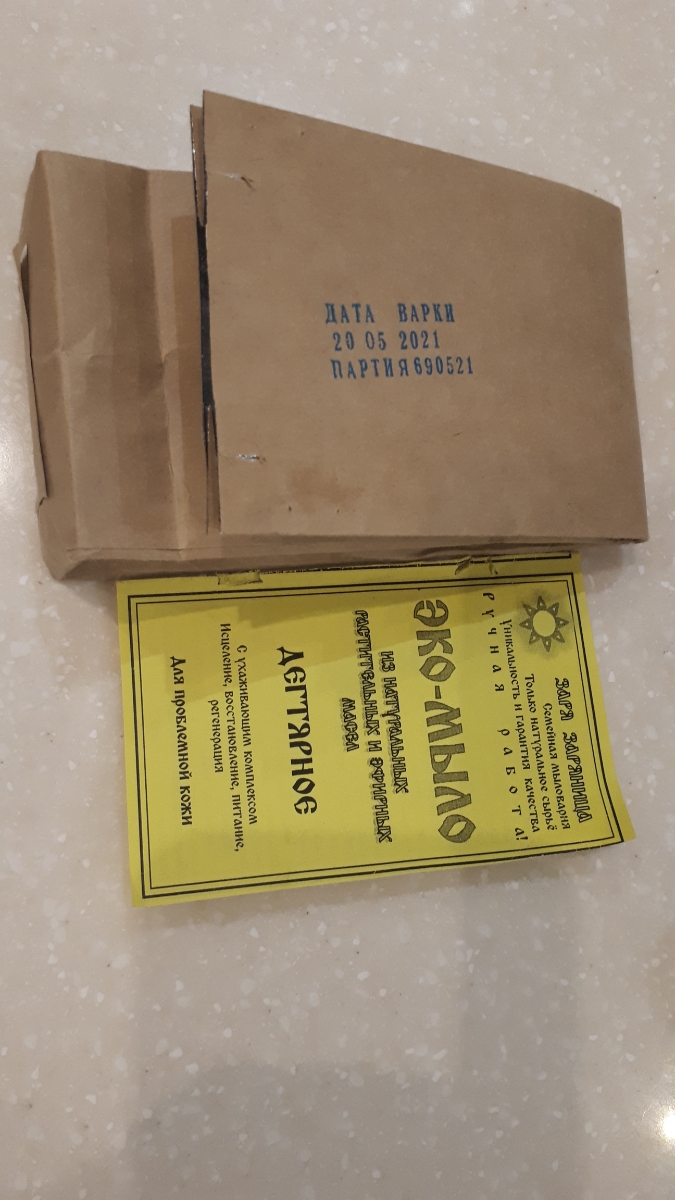 ДАТА ВАРКИ
20 05 2021
ПАРТИЯ 690521
ЗАРЯ ЗАРЯНИЦА
Семейная мыловарня
Только натуральное сырьё
Уникальность и гарантия качества
Ручная работа!
ЭКО-МЫЛО
ИЗ НАТУРАЛЬНЫХ
РАСТИТЕЛЬНЫХ И ЭФИРНЫХ
МАСЕЛ
ДЕГТЯРНОЕ
С ухаживающим комплексом
Исцеление, восстановление, питание,
регенерация
Для проблемной кожи